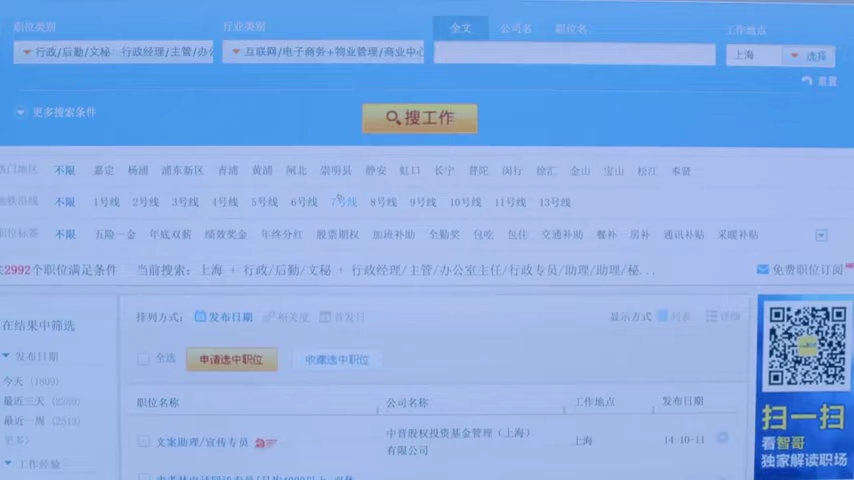 职位类别 行业类别 全文 公司名 职位名 工作地点
行政/后勤/文秘 行政经理/主管/办公 互联网/电子商务+物业管理/商业中心 上海 选择
重置
更多搜索条件
搜工作
热门地区 不限 嘉定 杨浦 浦东新区 青浦 黄浦 闸北 崇明县 静安 虹口 长宁 普陀 闵行 徐汇 金山 宝山 松江 奉贤
地铁沿线 不限 1号线 2号线 3号线 4号线 5号线 6号线 7号线 8号线 9号线 10号线 11号线 13号线
职位标签 不限 五险一金 年底双薪 绩效奖金 年终分红 股票期权 加班补助 全勤奖 包吃 包住 交通补助 餐补 房补 通讯补贴 采暖补贴
共2992个职位满足条件 当前搜索：上海 + 行政/后勤/文秘 + 行政经理/主管/办公室主任/行政专员/助理/助理/秘... 免费职位订阅
在结果中筛选
排列方式： 发布日期 相关度 首发日 显示方式 列表 详细
发布日期
全选 申请选中职位 收藏选中职位
今天 (1809)
最近三天
最近一周 (2513)
更多
工作经验
职位名称 公司名称 工作地点 发布日期
文案助理/宣传专员 中晋股权投资基金管理（上海）有限公司 上海 14-10-11
扫一扫
看智哥
独家解读职场